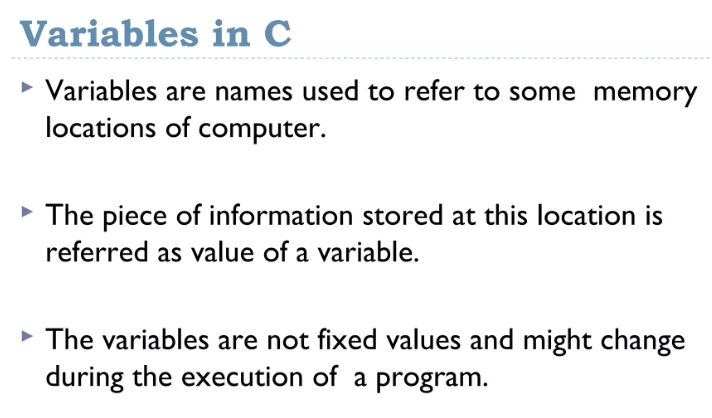 Variables in C
Variables are names used to refer to some memory
locations of computer.
The piece of information stored at this location is
referred as value of a variable.
The variables are not fixed values and might change
during the execution of a program.